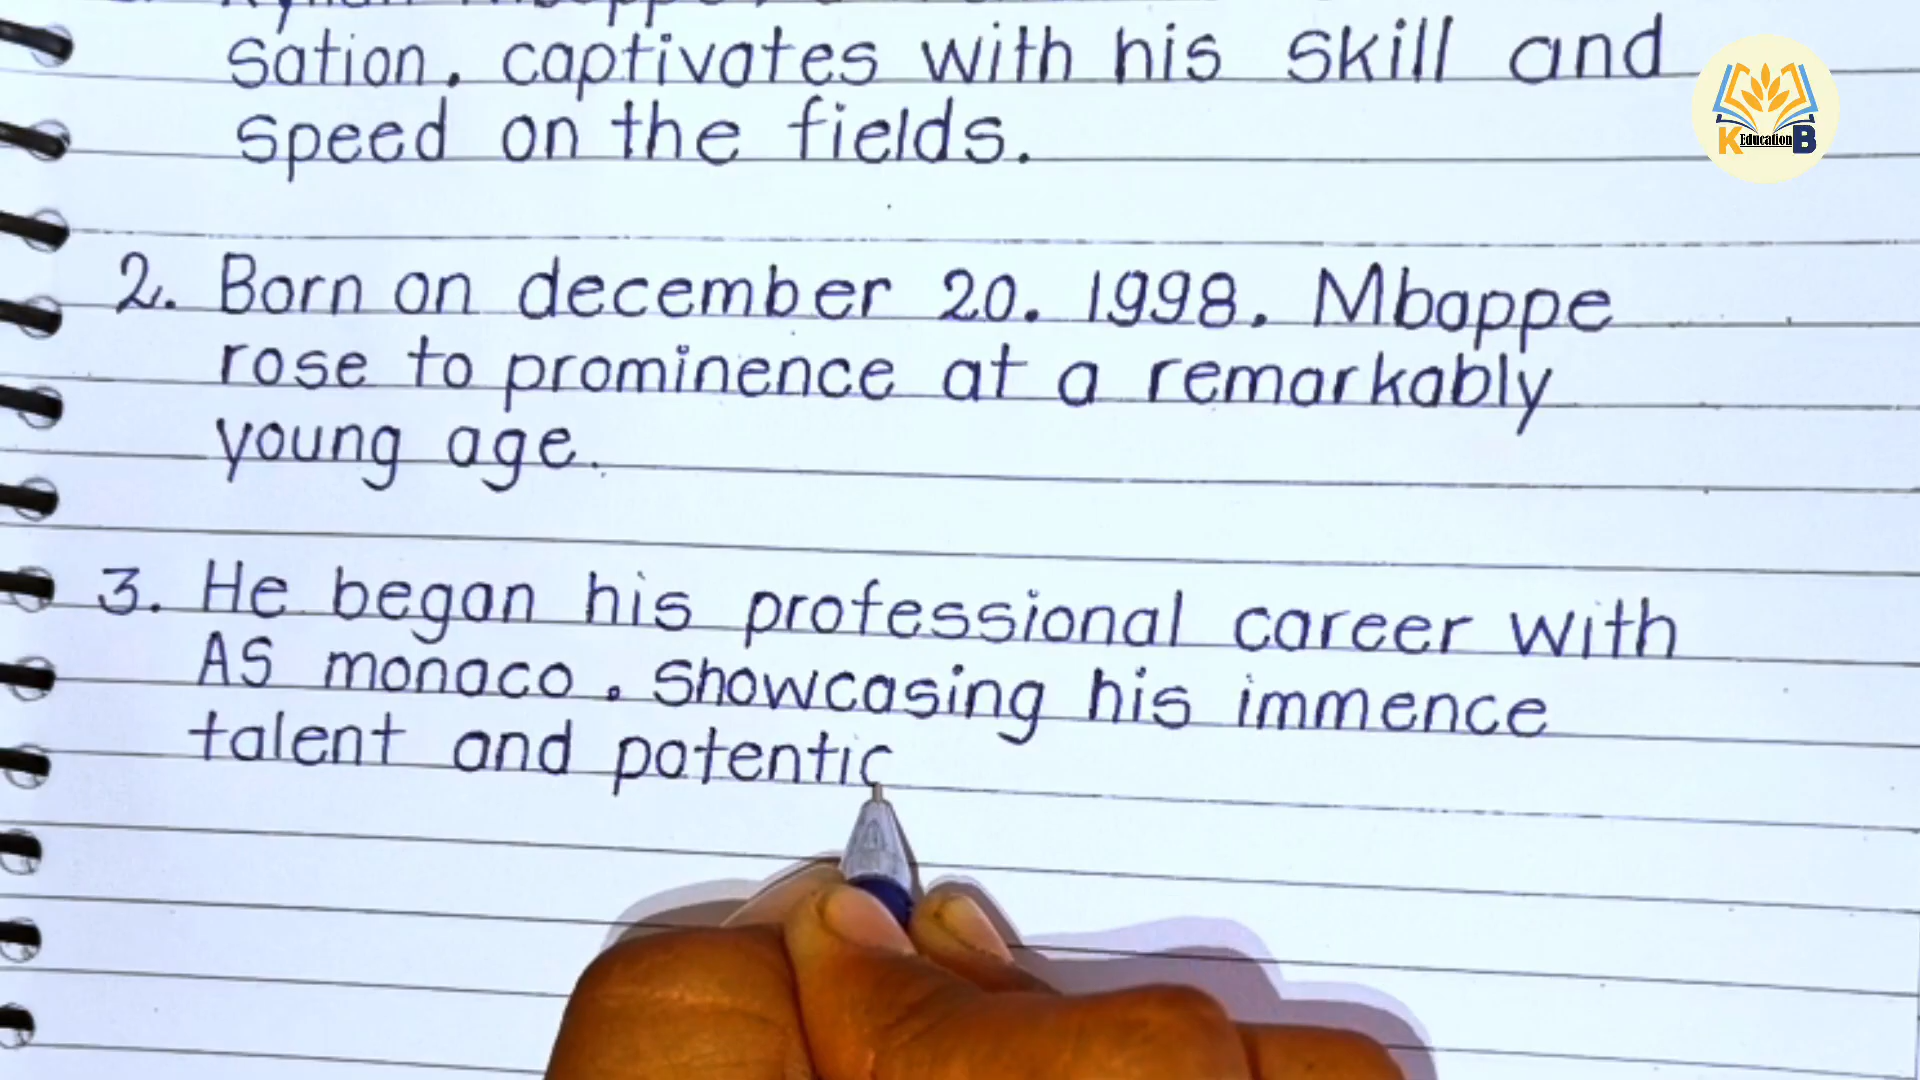 sation. captivates with his skill and
speed on the fields.
2. Born on december 20. 1998. Mbappe
rose to prominence at a remarkably
young age.
3. He began his professional career with
AS monaco. Showcasing his immence
talent and potentic
K Education B